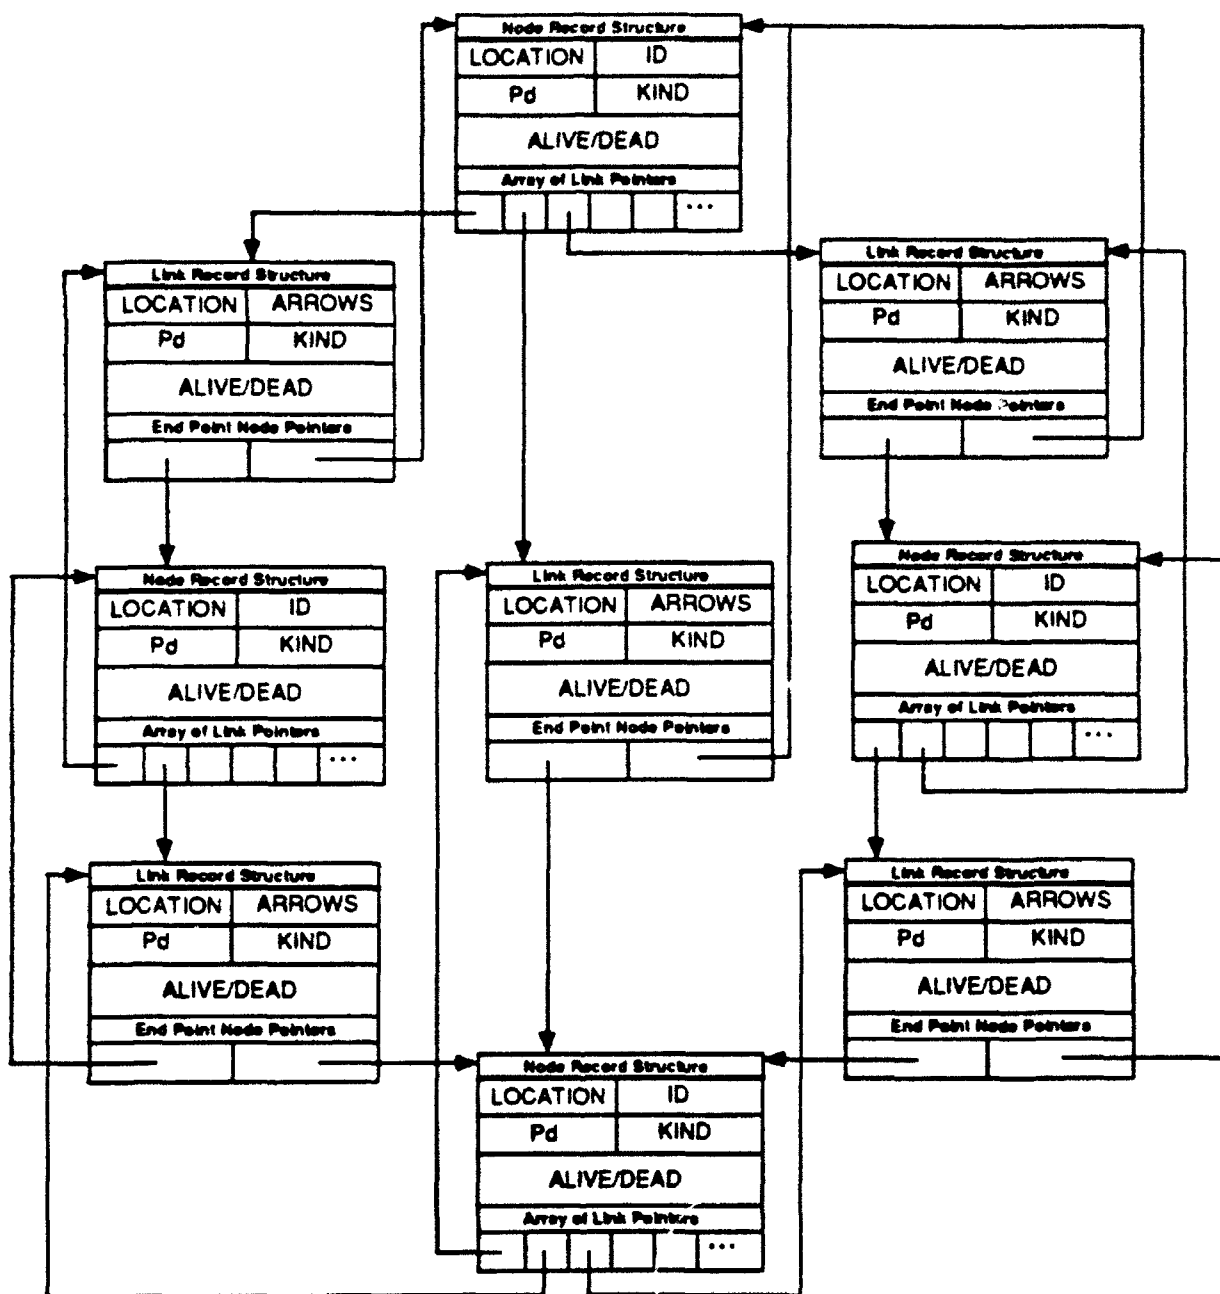 Node Record Structure
LOCATION ID
Pd KIND
ALIVE/DEAD
Array of Link Pointers
...
Link Record Structure
LOCATION ARROWS
Pd KIND
ALIVE/DEAD
End Point Node Pointers
Link Record Structure
LOCATION ARROWS
Pd KIND
ALIVE/DEAD
End Point Node Pointers
Node Record Structure
LOCATION ID
Pd KIND
ALIVE/DEAD
Array of Link Pointers
...
Link Record Structure
LOCATION ARROWS
Pd KIND
ALIVE/DEAD
End Point Node Pointers
Node Record Structure
LOCATION ID
Pd KIND
ALIVE/DEAD
Array of Link Pointers
...
Link Record Structure
LOCATION ARROWS
Pd KIND
ALIVE/DEAD
End Point Node Pointers
Link Record Structure
LOCATION ARROWS
Pd KIND
ALIVE/DEAD
End Point Node Pointers
Node Record Structure
LOCATION ID
Pd KIND
ALIVE/DEAD
Array of Link Pointers
...